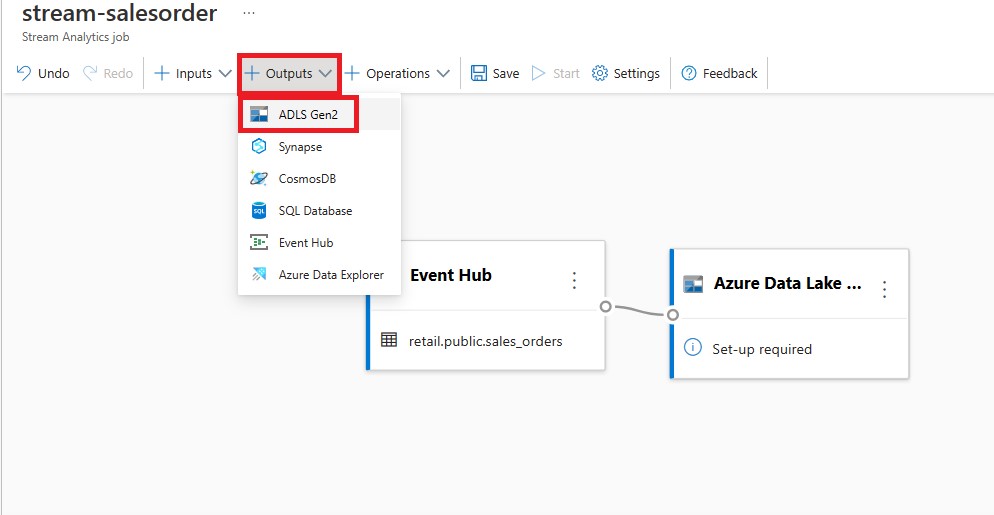 stream-salesorder ...
Stream Analytics job
Undo Redo Inputs Outputs Operations Save Start Settings Feedback
ADLS Gen2
Synapse
CosmosDB
SQL Database
Event Hub
Azure Data Explorer
Event Hub
retail.public.sales_orders
Azure Data Lake ...
Set-up required